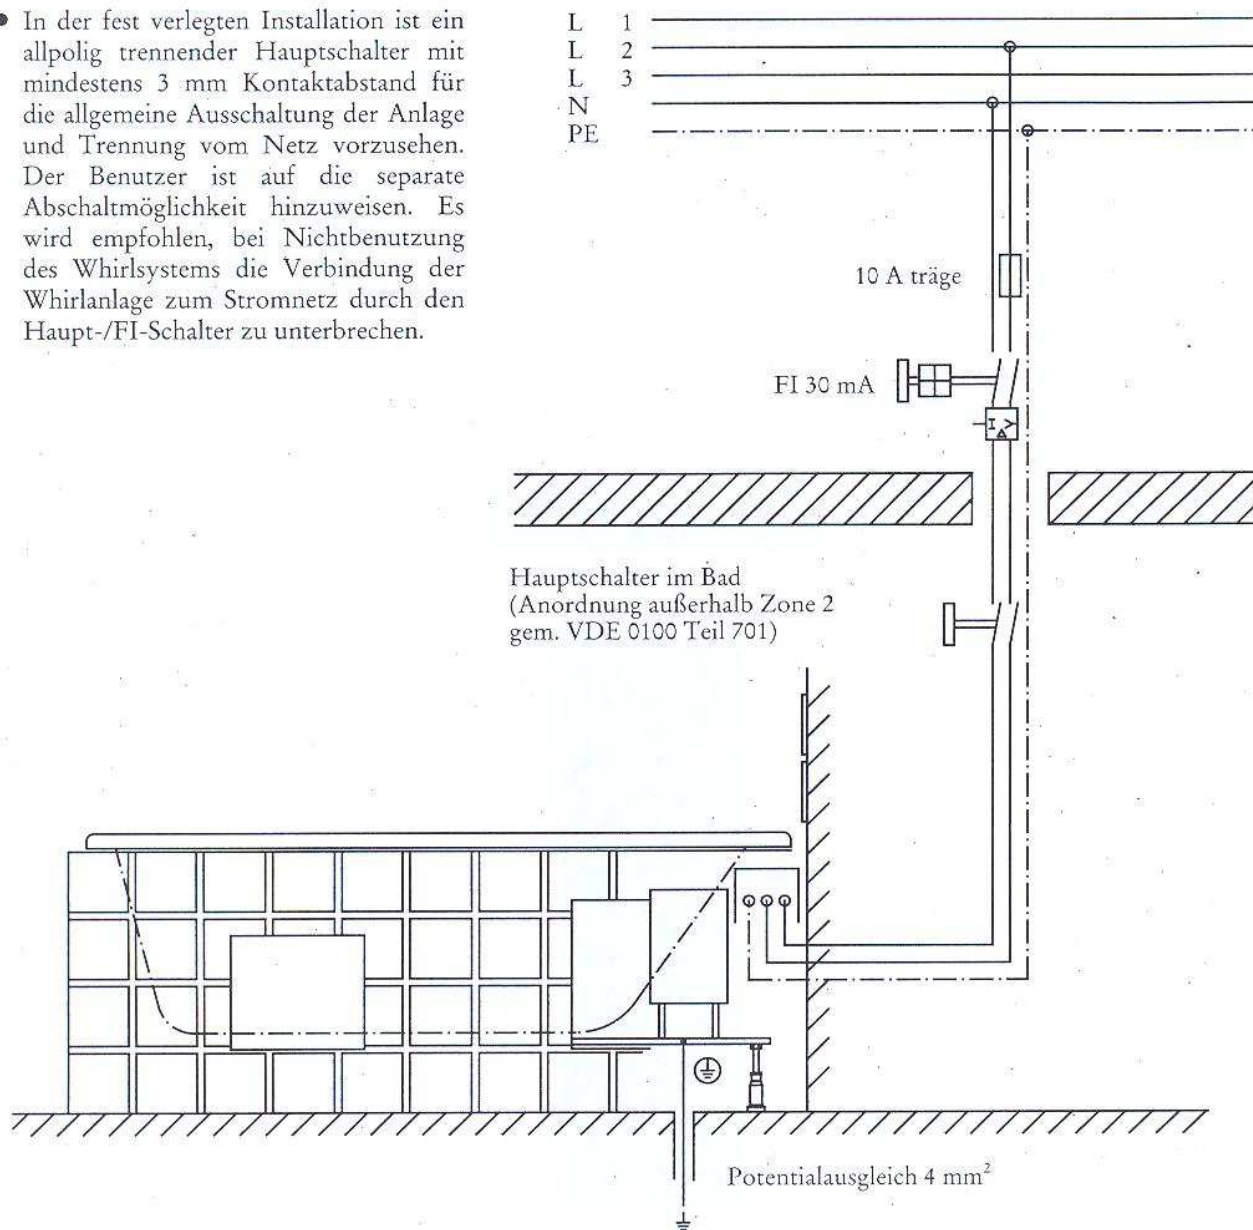 • In der fest verlegten Installation ist ein
allpolig trennender Hauptschalter mit
mindestens 3 mm Kontaktabstand für
die allgemeine Ausschaltung der Anlage
und Trennung vom Netz vorzusehen.
Der Benutzer ist auf die separate
Abschaltmöglichkeit hinzuweisen. Es
wird empfohlen, bei Nichtbenutzung
des Whirlsystems die Verbindung der
Whirlanlage zum Stromnetz durch den
Haupt-/FI-Schalter zu unterbrechen.
L 1
L 2
L 3
N
PE
10 A träge
FI 30 mA
I >
Hauptschalter im Bad
(Anordnung außerhalb Zone 2
gem. VDE 0100 Teil 701)
Potentialausgleich 4 mm²